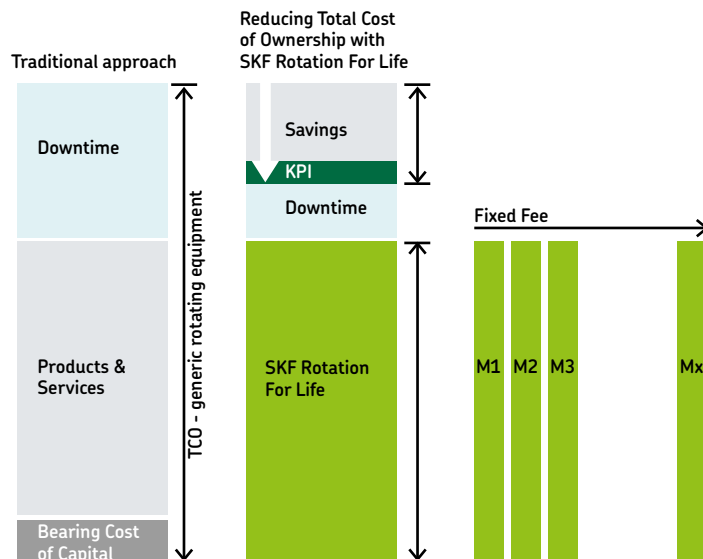 Traditional approach
Downtime
Products &
Services
Bearing Cost
of Capital
TCO - generic rotating equipment
Reducing Total Cost
of Ownership with
SKF Rotation For Life
Savings
KPI
Downtime
SKF Rotation
For Life
Fixed Fee
M1 M2 M3 Mx